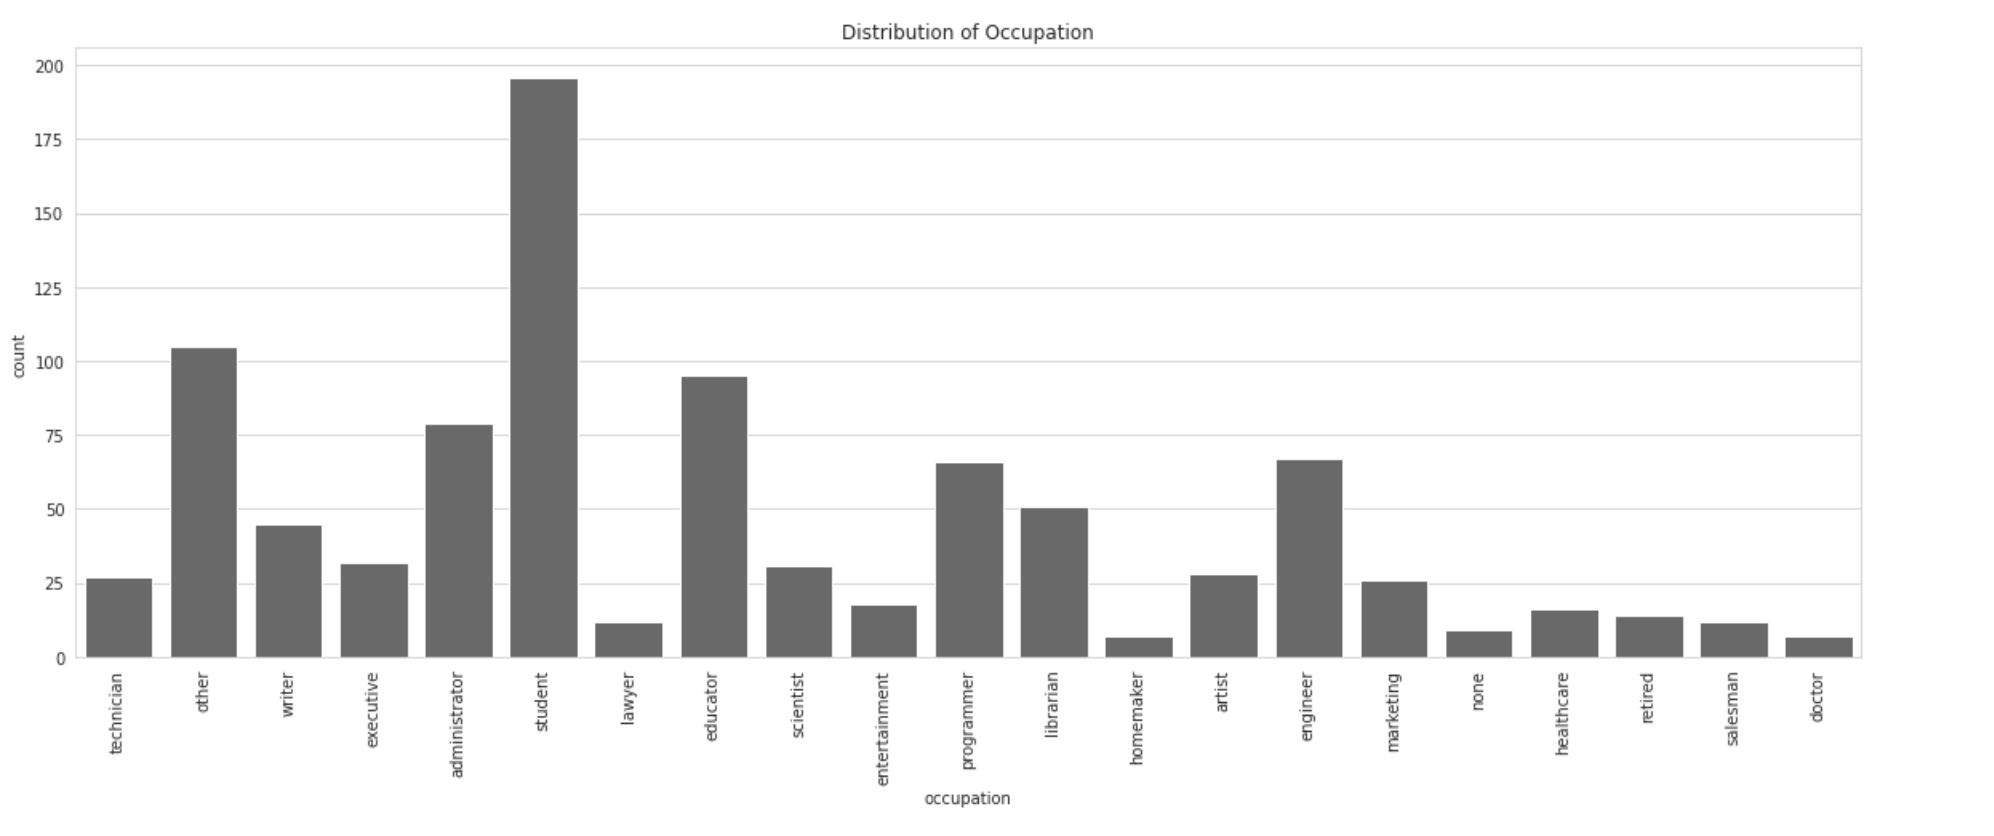 Distribution of Occupation
200
175
150
125
100
75
50
25
0
count
technician
other
writer
executive
administrator
student
lawyer
educator
scientist
entertainment
programmer
librarian
homemaker
artist
engineer
marketing
none
healthcare
retired
salesman
doctor
occupation